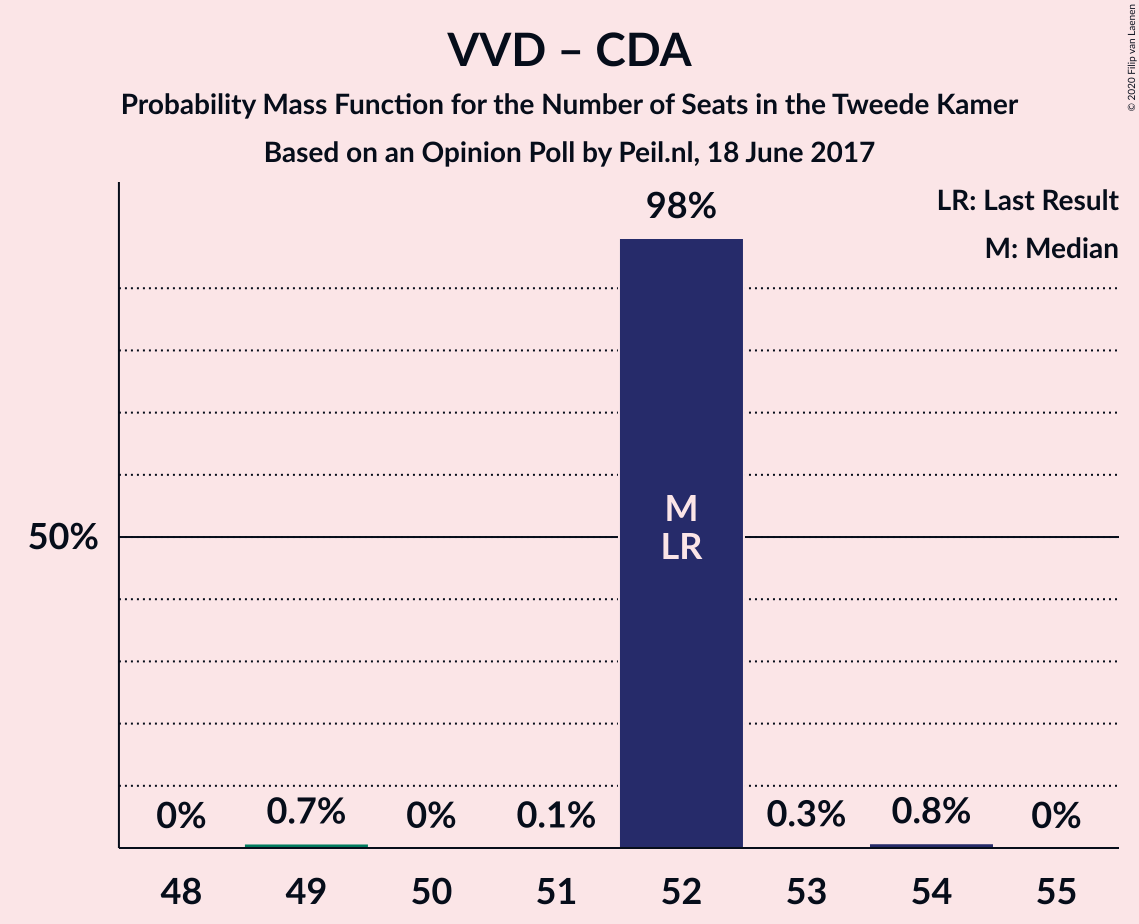 VVD – CDA
Probability Mass Function for the Number of Seats in the Tweede Kamer
Based on an Opinion Poll by Peil.nl, 18 June 2017
© 2020 Filip van Laenen
LR: Last Result
M: Median
98%
50%
M
LR
0%
0.7%
0%
0.1%
0.3%
0.8%
0%
48
49
50
51
52
53
54
55